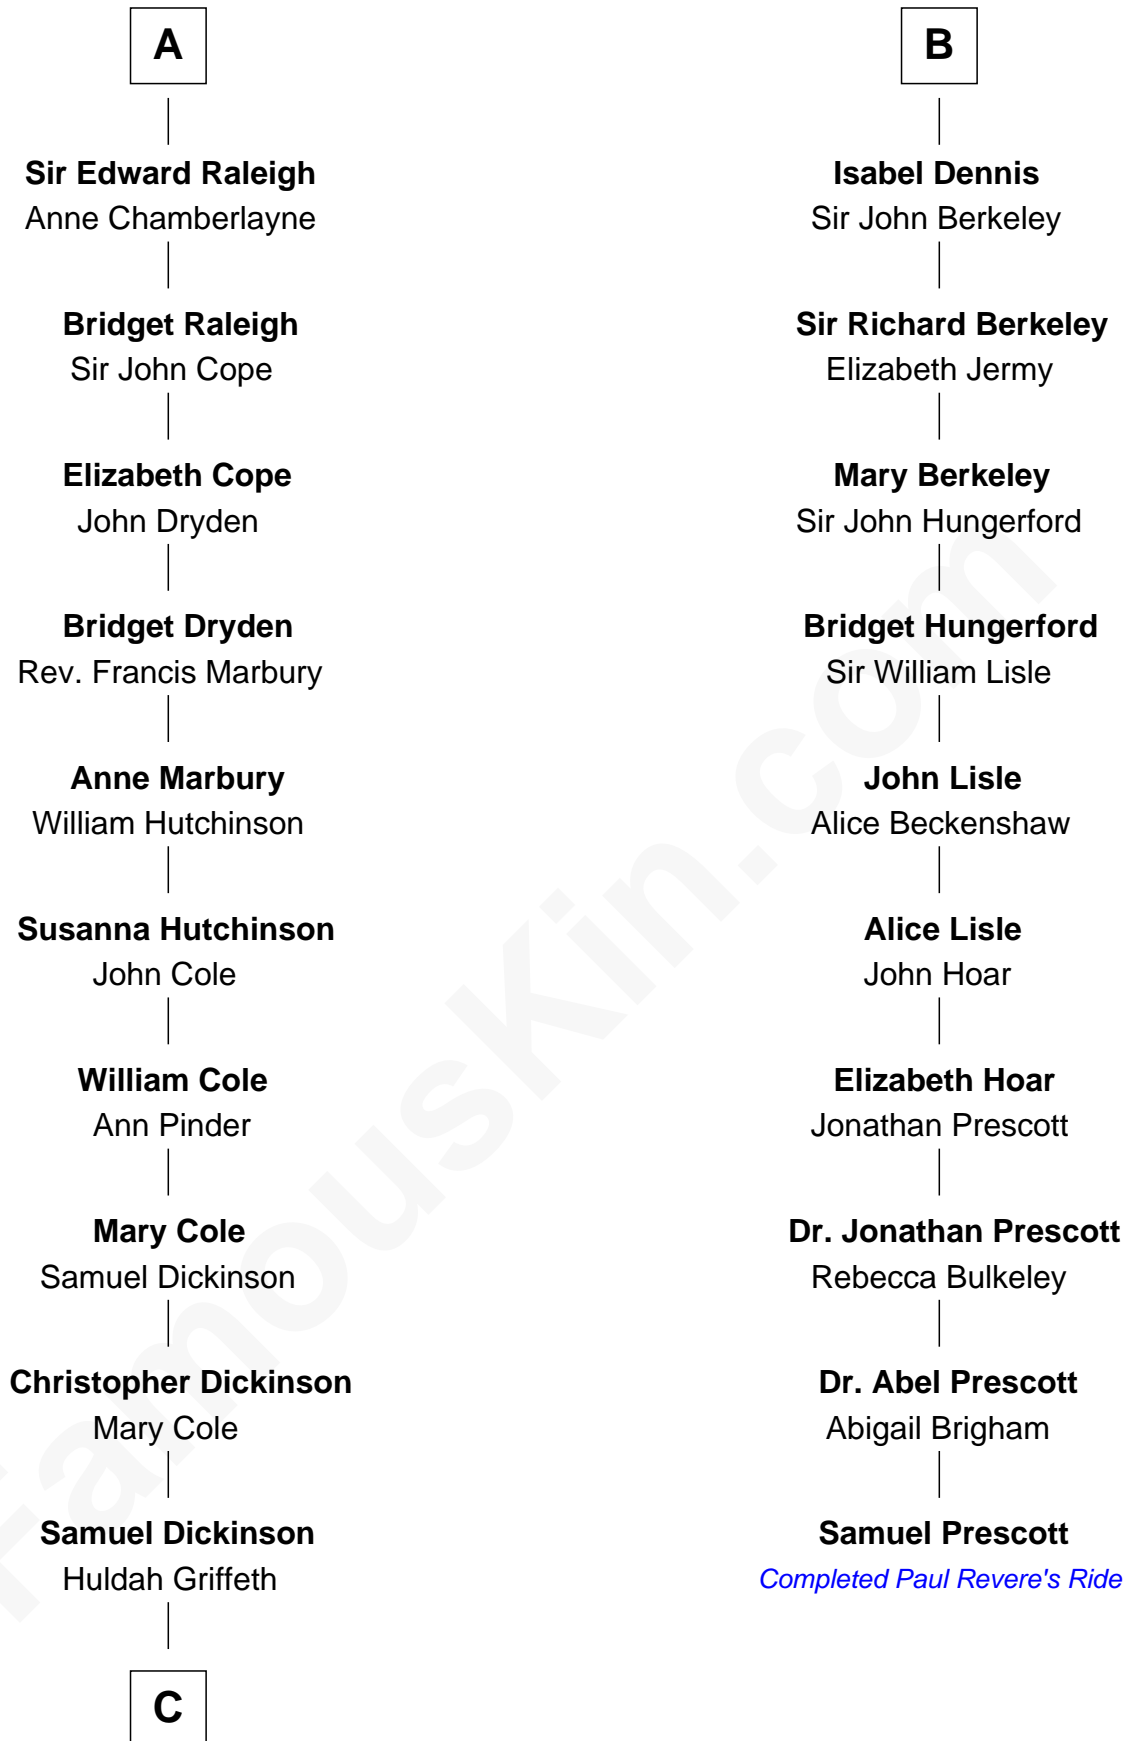 A
Sir Edward Raleigh
Anne Chamberlayne
Bridget Raleigh
Sir John Cope
Elizabeth Cope
John Dryden
Bridget Dryden
Rev. Francis Marbury
Anne Marbury
William Hutchinson
Susanna Hutchinson
John Cole
William Cole
Ann Pinder
Mary Cole
Samuel Dickinson
Christopher Dickinson
Mary Cole
Samuel Dickinson
Huldah Griffeth
C
B
Isabel Dennis
Sir John Berkeley
Sir Richard Berkeley
Elizabeth Jermy
Mary Berkeley
Sir John Hungerford
Bridget Hungerford
Sir William Lisle
John Lisle
Alice Beckenshaw
Alice Lisle
John Hoar
Elizabeth Hoar
Jonathan Prescott
Dr. Jonathan Prescott
Rebecca Bulkeley
Dr. Abel Prescott
Abigail Brigham
Samuel Prescott
Completed Paul Revere's Ride
FamousKin.com